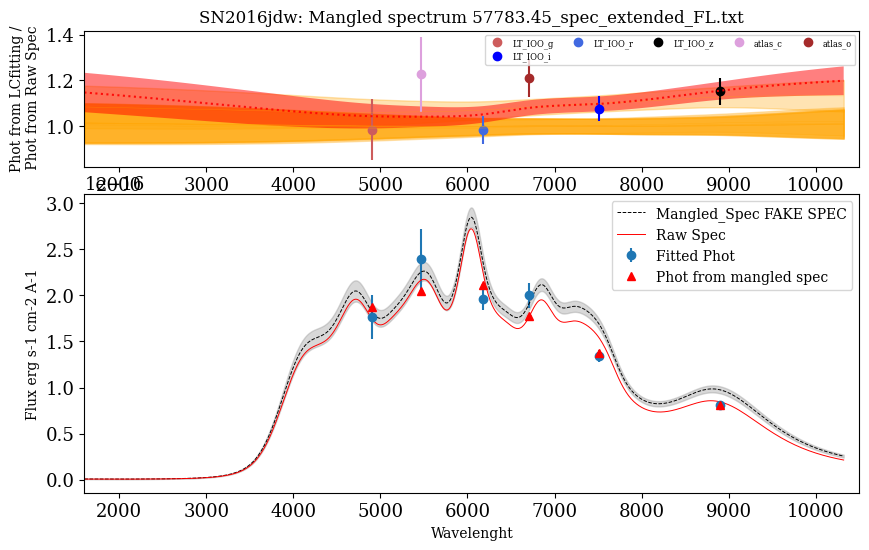 SN2016jdw: Mangled spectrum 57783.45_spec_extended_FL.txt
Phot from LCfitting /
Phot from Raw Spec
1.4
1.2
1.0
LT_IOO_g
LT_IOO_r
LT_IOO_z
atlas_c
atlas_o
LT_IOO_i
2000 3000 4000 5000 6000 7000 8000 9000 10000
1e−16
Flux erg s-1 cm-2 A-1
3.0
2.5
2.0
1.5
1.0
0.5
0.0
Mangled_Spec FAKE SPEC
Raw Spec
Fitted Phot
Phot from mangled spec
2000 3000 4000 5000 6000 7000 8000 9000 10000
Wavelenght